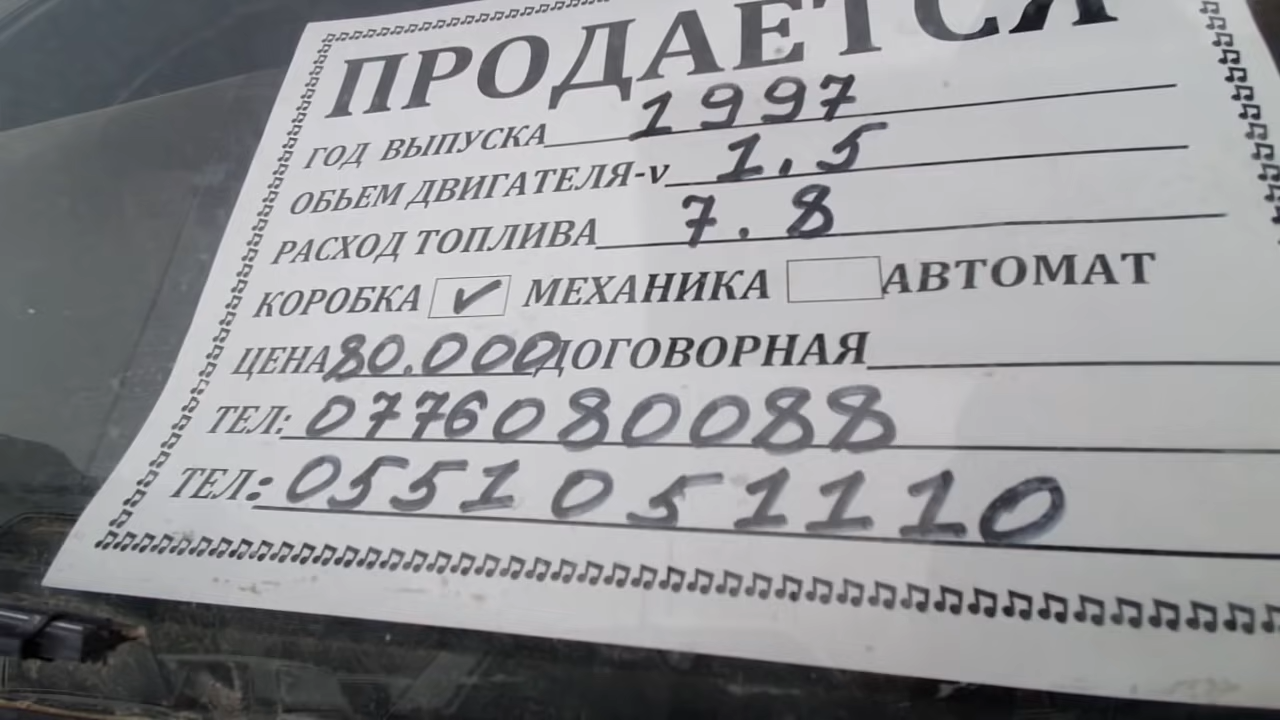 ПРОДАЕТСЯ
ГОД ВЫПУСКА 1997
ОБЬЕМ ДВИГАТЕЛЯ-v 1.5
РАСХОД ТОПЛИВА 7.8
КОРОБКА ✓ МЕХАНИКА АВТОМАТ
ЦЕНА 80.000 ДОГОВОРНАЯ
ТЕЛ: 0776080088
ТЕЛ: 0551051110